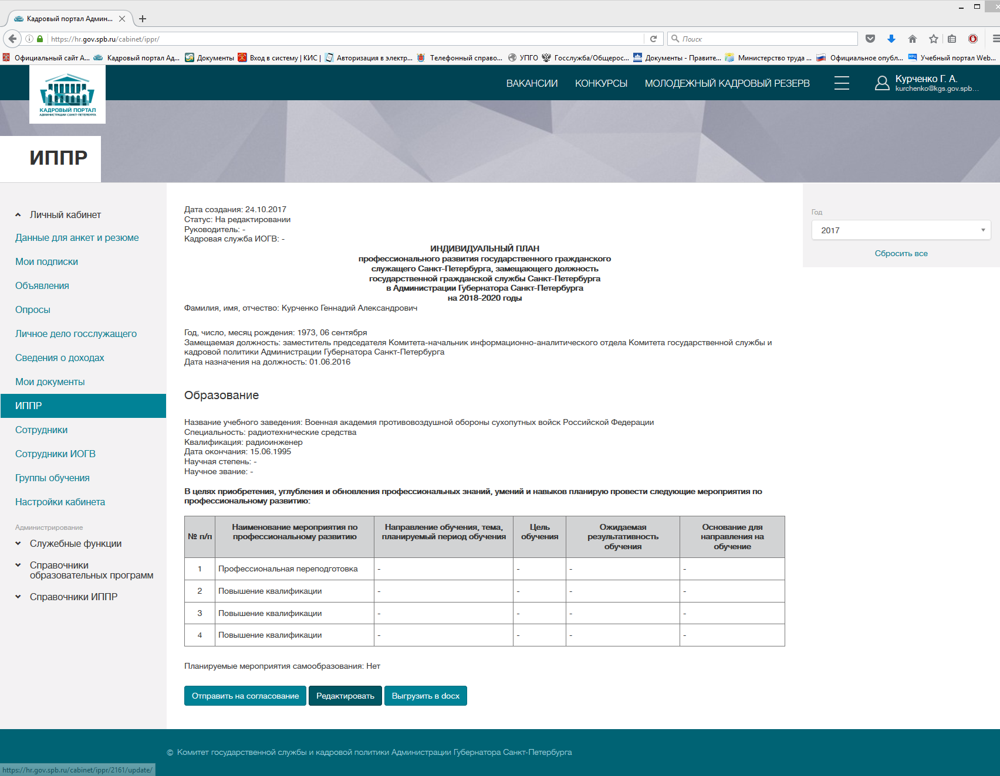 Кадровый портал Админ...
https://hr.gov.spb.ru/cabinet/ippr/
Поиск
Официальный сайт А...
Кадровый портал Ад...
Документы
Вход в систему | КИС |
Авторизация в электр...
Телефонный справо...
УПГО
Госслужба/Общерос...
Документы - Правите...
Министерство труда ...
Официальное опубл...
Учебный портал Web...
КАДРОВЫЙ ПОРТАЛ
АДМИНИСТРАЦИИ САНКТ-ПЕТЕРБУРГА
ВАКАНСИИ
КОНКУРСЫ
МОЛОДЕЖНЫЙ КАДРОВЫЙ РЕЗЕРВ
Курченко Г. А.
kurchenko@kgs.gov.spb...
ИППР
Личный кабинет
Данные для анкет и резюме
Мои подписки
Объявления
Опросы
Личное дело госслужащего
Сведения о доходах
Мои документы
ИППР
Сотрудники
Сотрудники ИОГВ
Группы обучения
Настройки кабинета
Администрирование
Служебные функции
Справочники
образовательных программ
Справочники ИППР
Дата создания: 24.10.2017
Статус: На редактировании
Руководитель: -
Кадровая служба ИОГВ: -
ИНДИВИДУАЛЬНЫЙ ПЛАН
профессионального развития государственного гражданского
служащего Санкт-Петербурга, замещающего должность
государственной гражданской службы Санкт-Петербурга
в Администрации Губернатора Санкт-Петербурга
на 2018-2020 годы
Фамилия, имя, отчество: Курченко Геннадий Александрович
Год, число, месяц рождения: 1973, 06 сентября
Замещаемая должность: заместитель председателя Комитета-начальник информационно-аналитического отдела Комитета государственной службы и
кадровой политики Администрации Губернатора Санкт-Петербурга
Дата назначения на должность: 01.06.2016
Образование
Название учебного заведения: Военная академия противовоздушной обороны сухопутных войск Российской Федерации
Специальность: радиотехнические средства
Квалификация: радиоинженер
Дата окончания: 15.06.1995
Научная степень: -
Научное звание: -
В целях приобретения, углубления и обновления профессиональных знаний, умений и навыков планирую провести следующие мероприятия по
профессиональному развитию:
№ п/п
Наименование мероприятия по
профессиональному развитию
Направление обучения, тема,
планируемый период обучения
Цель
обучения
Ожидаемая
результативность
обучения
Основание для
направления на
обучение
1 Профессиональная переподготовка - - - -
2 Повышение квалификации - - - -
3 Повышение квалификации - - - -
4 Повышение квалификации - - - -
Планируемые мероприятия самообразования: Нет
Отправить на согласование
Редактировать
Выгрузить в docx
Год
2017
Сбросить все
© Комитет государственной службы и кадровой политики Администрации Губернатора Санкт-Петербурга
https://hr.gov.spb.ru/cabinet/ippr/2161/update/